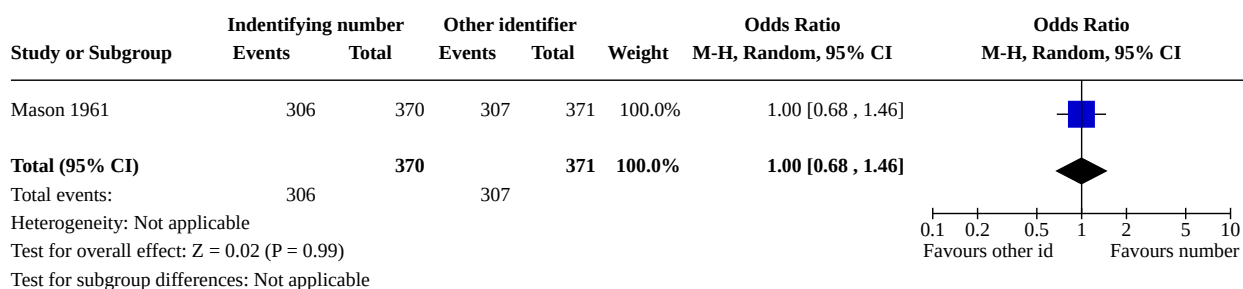 Indentifying number Other identifier Odds Ratio Odds Ratio
Study or Subgroup Events Total Events Total Weight M-H, Random, 95% CI M-H, Random, 95% CI
Mason 1961 306 370 307 371 100.0% 1.00 [0.68 , 1.46]
Total (95% CI) 370 371 100.0% 1.00 [0.68 , 1.46]
Total events: 306 307
Heterogeneity: Not applicable
Test for overall effect: Z = 0.02 (P = 0.99)
Test for subgroup differences: Not applicable
0.1 0.2 0.5 1 2 5 10
Favours other id Favours number